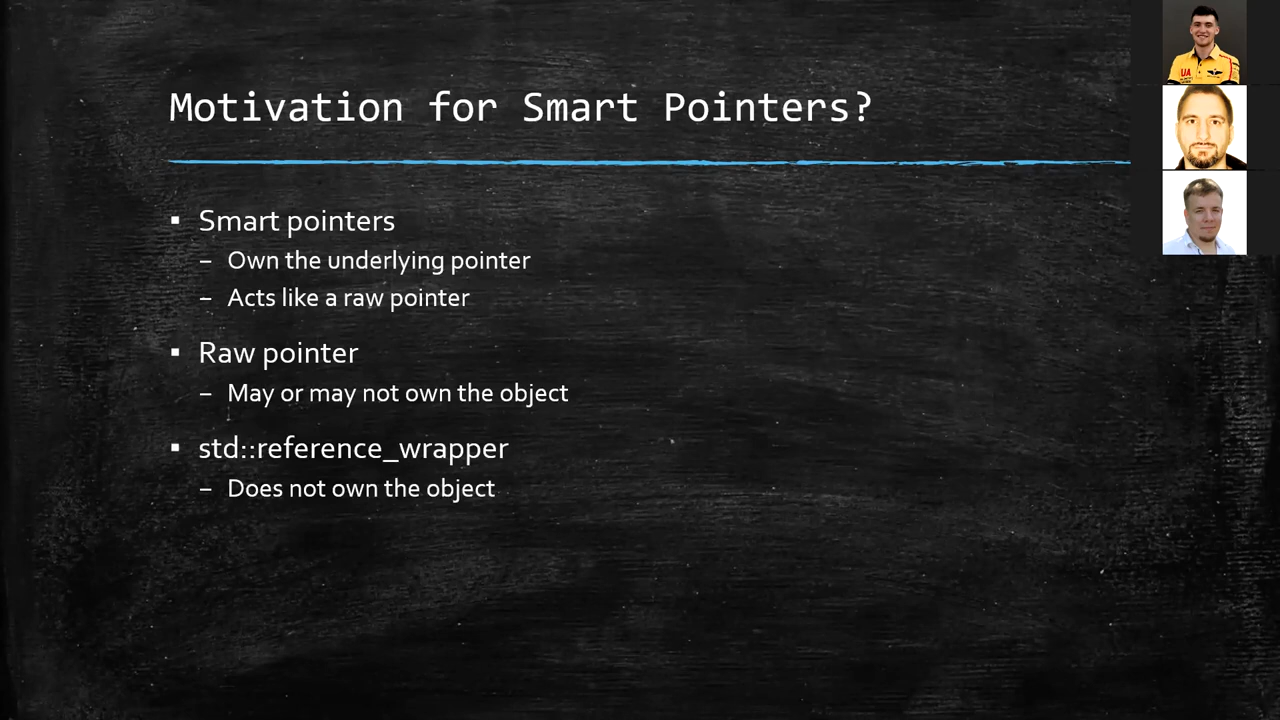 Motivation for Smart Pointers?
▪ Smart pointers
– Own the underlying pointer
– Acts like a raw pointer
▪ Raw pointer
– May or may not own the object
▪ std::reference_wrapper
– Does not own the object
UA